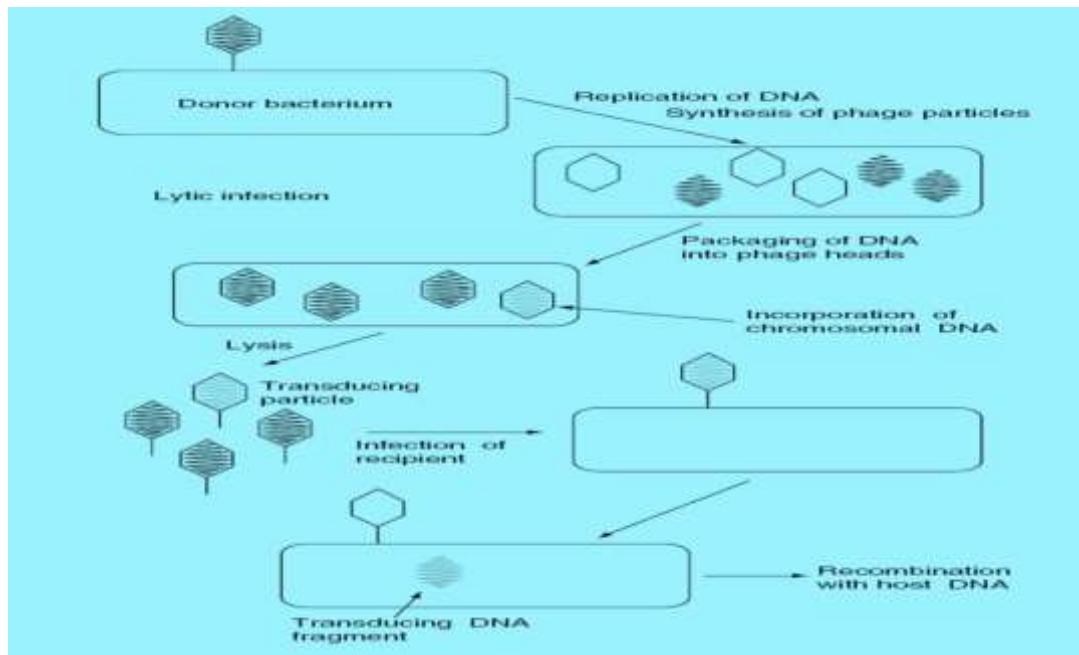 Donor bacterium
Replication of DNA
Synthesis of phage particles
Lytic infection
Packaging of DNA
into phage heads
Incorporation of
chromosomal DNA
Lysis
Transducing
particle
Infection of
recipient
Recombination
with host DNA
Transducing DNA
fragment